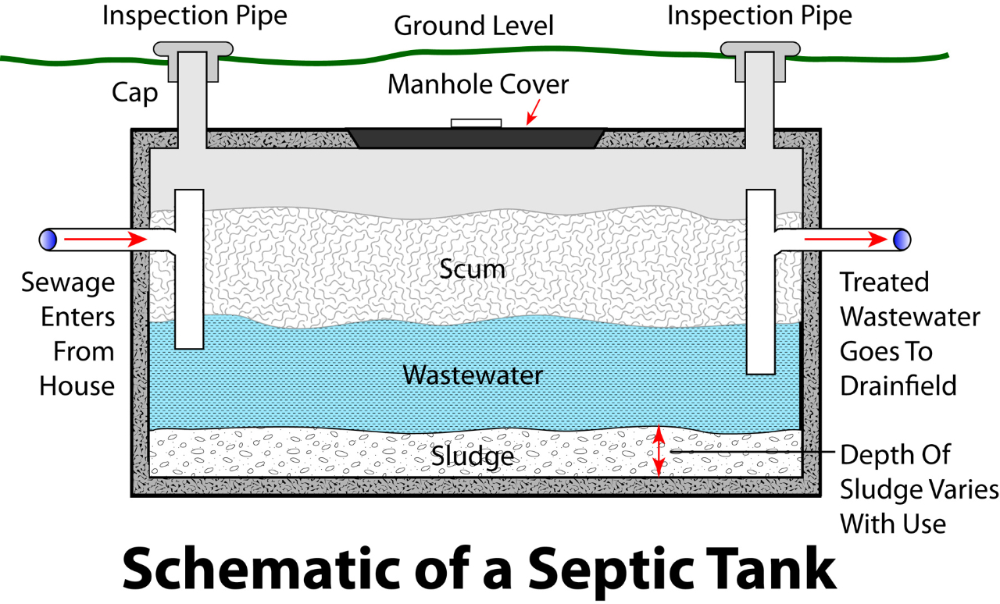 Inspection Pipe
Ground Level
Inspection Pipe
Cap
Manhole Cover
Scum
Sewage
Enters
From
House
Treated
Wastewater
Goes To
Drainfield
Wastewater
Sludge
Depth Of
Sludge Varies
With Use
Schematic of a Septic Tank